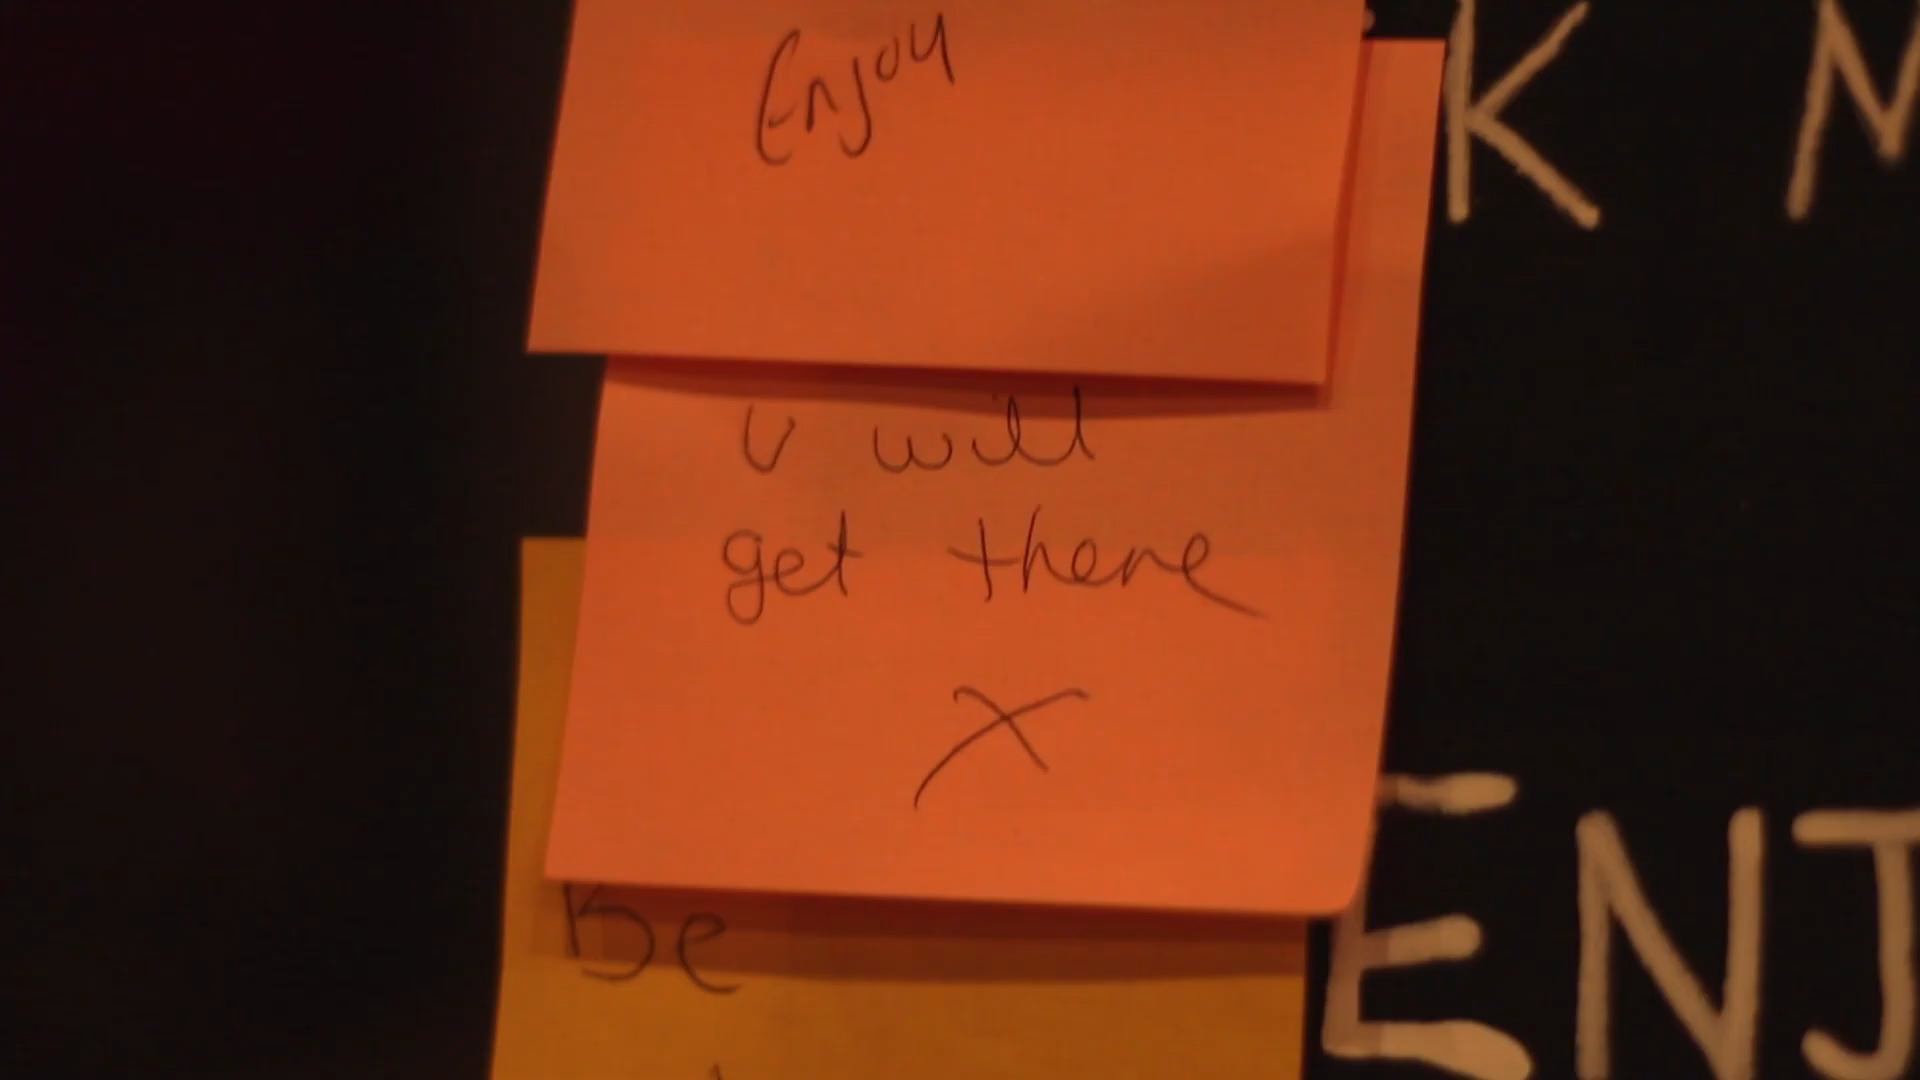 Enjoy
U will
get there
X
Be
K
ENJ